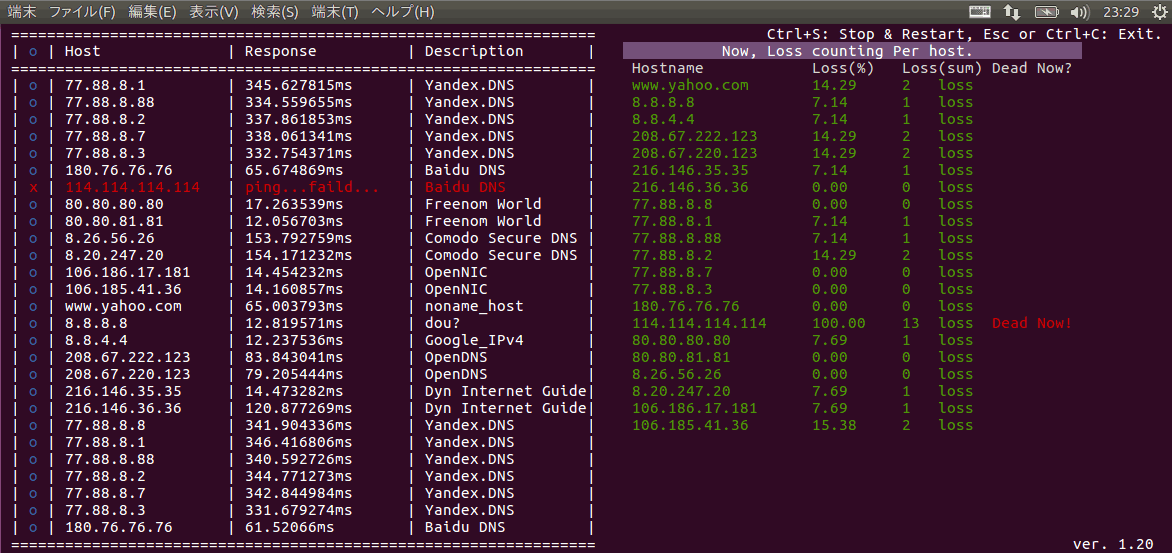 端末 ファイル(F) 編集(E) 表示(V) 検索(S) 端末(T) ヘルプ(H) 23:29
=================================================================
| o | Host | Response | Description |
=================================================================
| o | 77.88.8.1 | 345.627815ms | Yandex.DNS
| o | 77.88.8.88 | 334.559655ms | Yandex.DNS
| o | 77.88.8.2 | 337.861853ms | Yandex.DNS
| o | 77.88.8.7 | 338.061341ms | Yandex.DNS |
| o | 77.88.8.3 | 332.754371ms | Yandex.DNS |
| o | 180.76.76.76 | 65.674869ms | Baidu DNS |
| x | 114.114.114.114 | ping...faild... | Baidu DNS |
| o | 80.80.80.80 | 17.263539ms | Freenom World |
| o | 80.80.81.81 | 12.056703ms | Freenom World |
| o | 8.26.56.26 | 153.792759ms | Comodo Secure DNS |
| o | 8.20.247.20 | 154.171232ms | Comodo Secure DNS |
| o | 106.186.17.181 | 14.454232ms | OpenNIC |
| o | 106.185.41.36 | 14.160857ms | OpenNIC |
| o | www.yahoo.com | 65.003793ms | noname_host |
| o | 8.8.8.8 | 12.819571ms | dou? |
| o | 8.8.4.4 | 12.237536ms | Google_IPv4 |
| o | 208.67.222.123 | 83.843041ms | OpenDNS |
| o | 208.67.220.123 | 79.205444ms | OpenDNS |
| o | 216.146.35.35 | 14.473282ms | Dyn Internet Guide|
| o | 216.146.36.36 | 120.877269ms | Dyn Internet Guide|
| o | 77.88.8.8 | 341.904336ms | Yandex.DNS |
| o | 77.88.8.1 | 346.416806ms | Yandex.DNS |
| o | 77.88.8.88 | 340.592726ms | Yandex.DNS |
| o | 77.88.8.2 | 344.771273ms | Yandex.DNS |
| o | 77.88.8.7 | 342.844984ms | Yandex.DNS |
| o | 77.88.8.3 | 331.679274ms | Yandex.DNS |
| o | 180.76.76.76 | 61.52066ms | Baidu DNS |
=================================================================
Ctrl+S: Stop & Restart, Esc or Ctrl+C: Exit.
Now, Loss counting Per host.
Hostname Loss(%) Loss(sum) Dead Now?
www.yahoo.com 14.29 2 loss
8.8.8.8 7.14 1 loss
8.8.4.4 7.14 1 loss
208.67.222.123 14.29 2 loss
208.67.220.123 14.29 2 loss
216.146.35.35 7.14 1 loss
216.146.36.36 0.00 0 loss
77.88.8.8 0.00 0 loss
77.88.8.1 7.14 1 loss
77.88.8.88 7.14 1 loss
77.88.8.2 14.29 2 loss
77.88.8.7 0.00 0 loss
77.88.8.3 0.00 0 loss
180.76.76.76 0.00 0 loss
114.114.114.114 100.00 13 loss Dead Now!
80.80.80.80 7.69 1 loss
80.80.81.81 0.00 0 loss
8.26.56.26 0.00 0 loss
8.20.247.20 7.69 1 loss
106.186.17.181 7.69 1 loss
106.185.41.36 15.38 2 loss
ver. 1.20